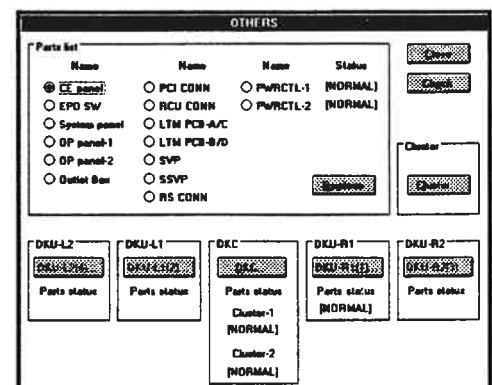 OTHERS
Parts list
Name Name Name Status
CE panel PCI CONN PWRCTL-1 [NORMAL]
EPO SW RCU CONN PWRCTL-2 [NORMAL]
System panel LTM PCB-A/C
OP panel-1 LTM PCB-B/D
OP panel-2 SVP
Outlet Box SSVP
RS CONN
Check
Cluster
Cluster
DKU-L2 DKU-L1 DKC DKU-R1 DKU-R2
DKC
Parts status Parts status Parts status Parts status Parts status
Cluster-1 [NORMAL]
[NORMAL]
Cluster-2
[NORMAL]